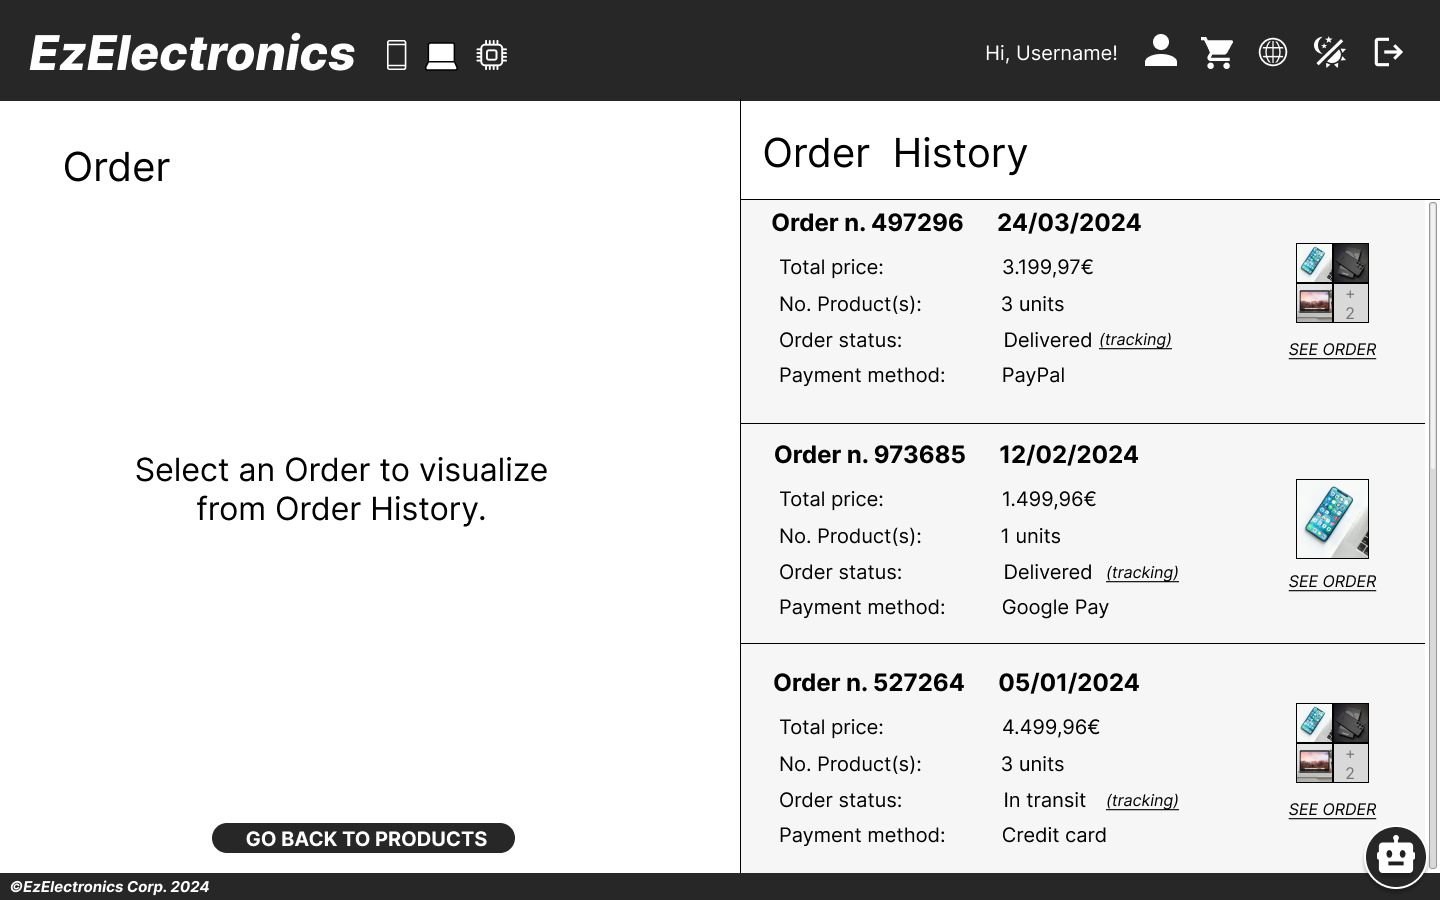 EzElectronics
Hi, Username!
Order
Select an Order to visualize
from Order History.
GO BACK TO PRODUCTS
Order History
Order n. 497296 24/03/2024
Total price: 3.199,97€
No. Product(s): 3 units
Order status: Delivered (tracking)
Payment method: PayPal
+
2
SEE ORDER
Order n. 973685 12/02/2024
Total price: 1.499,96€
No. Product(s): 1 units
Order status: Delivered (tracking)
Payment method: Google Pay
SEE ORDER
Order n. 527264 05/01/2024
Total price: 4.499,96€
No. Product(s): 3 units
Order status: In transit (tracking)
Payment method: Credit card
+
2
SEE ORDER
©EzElectronics Corp. 2024